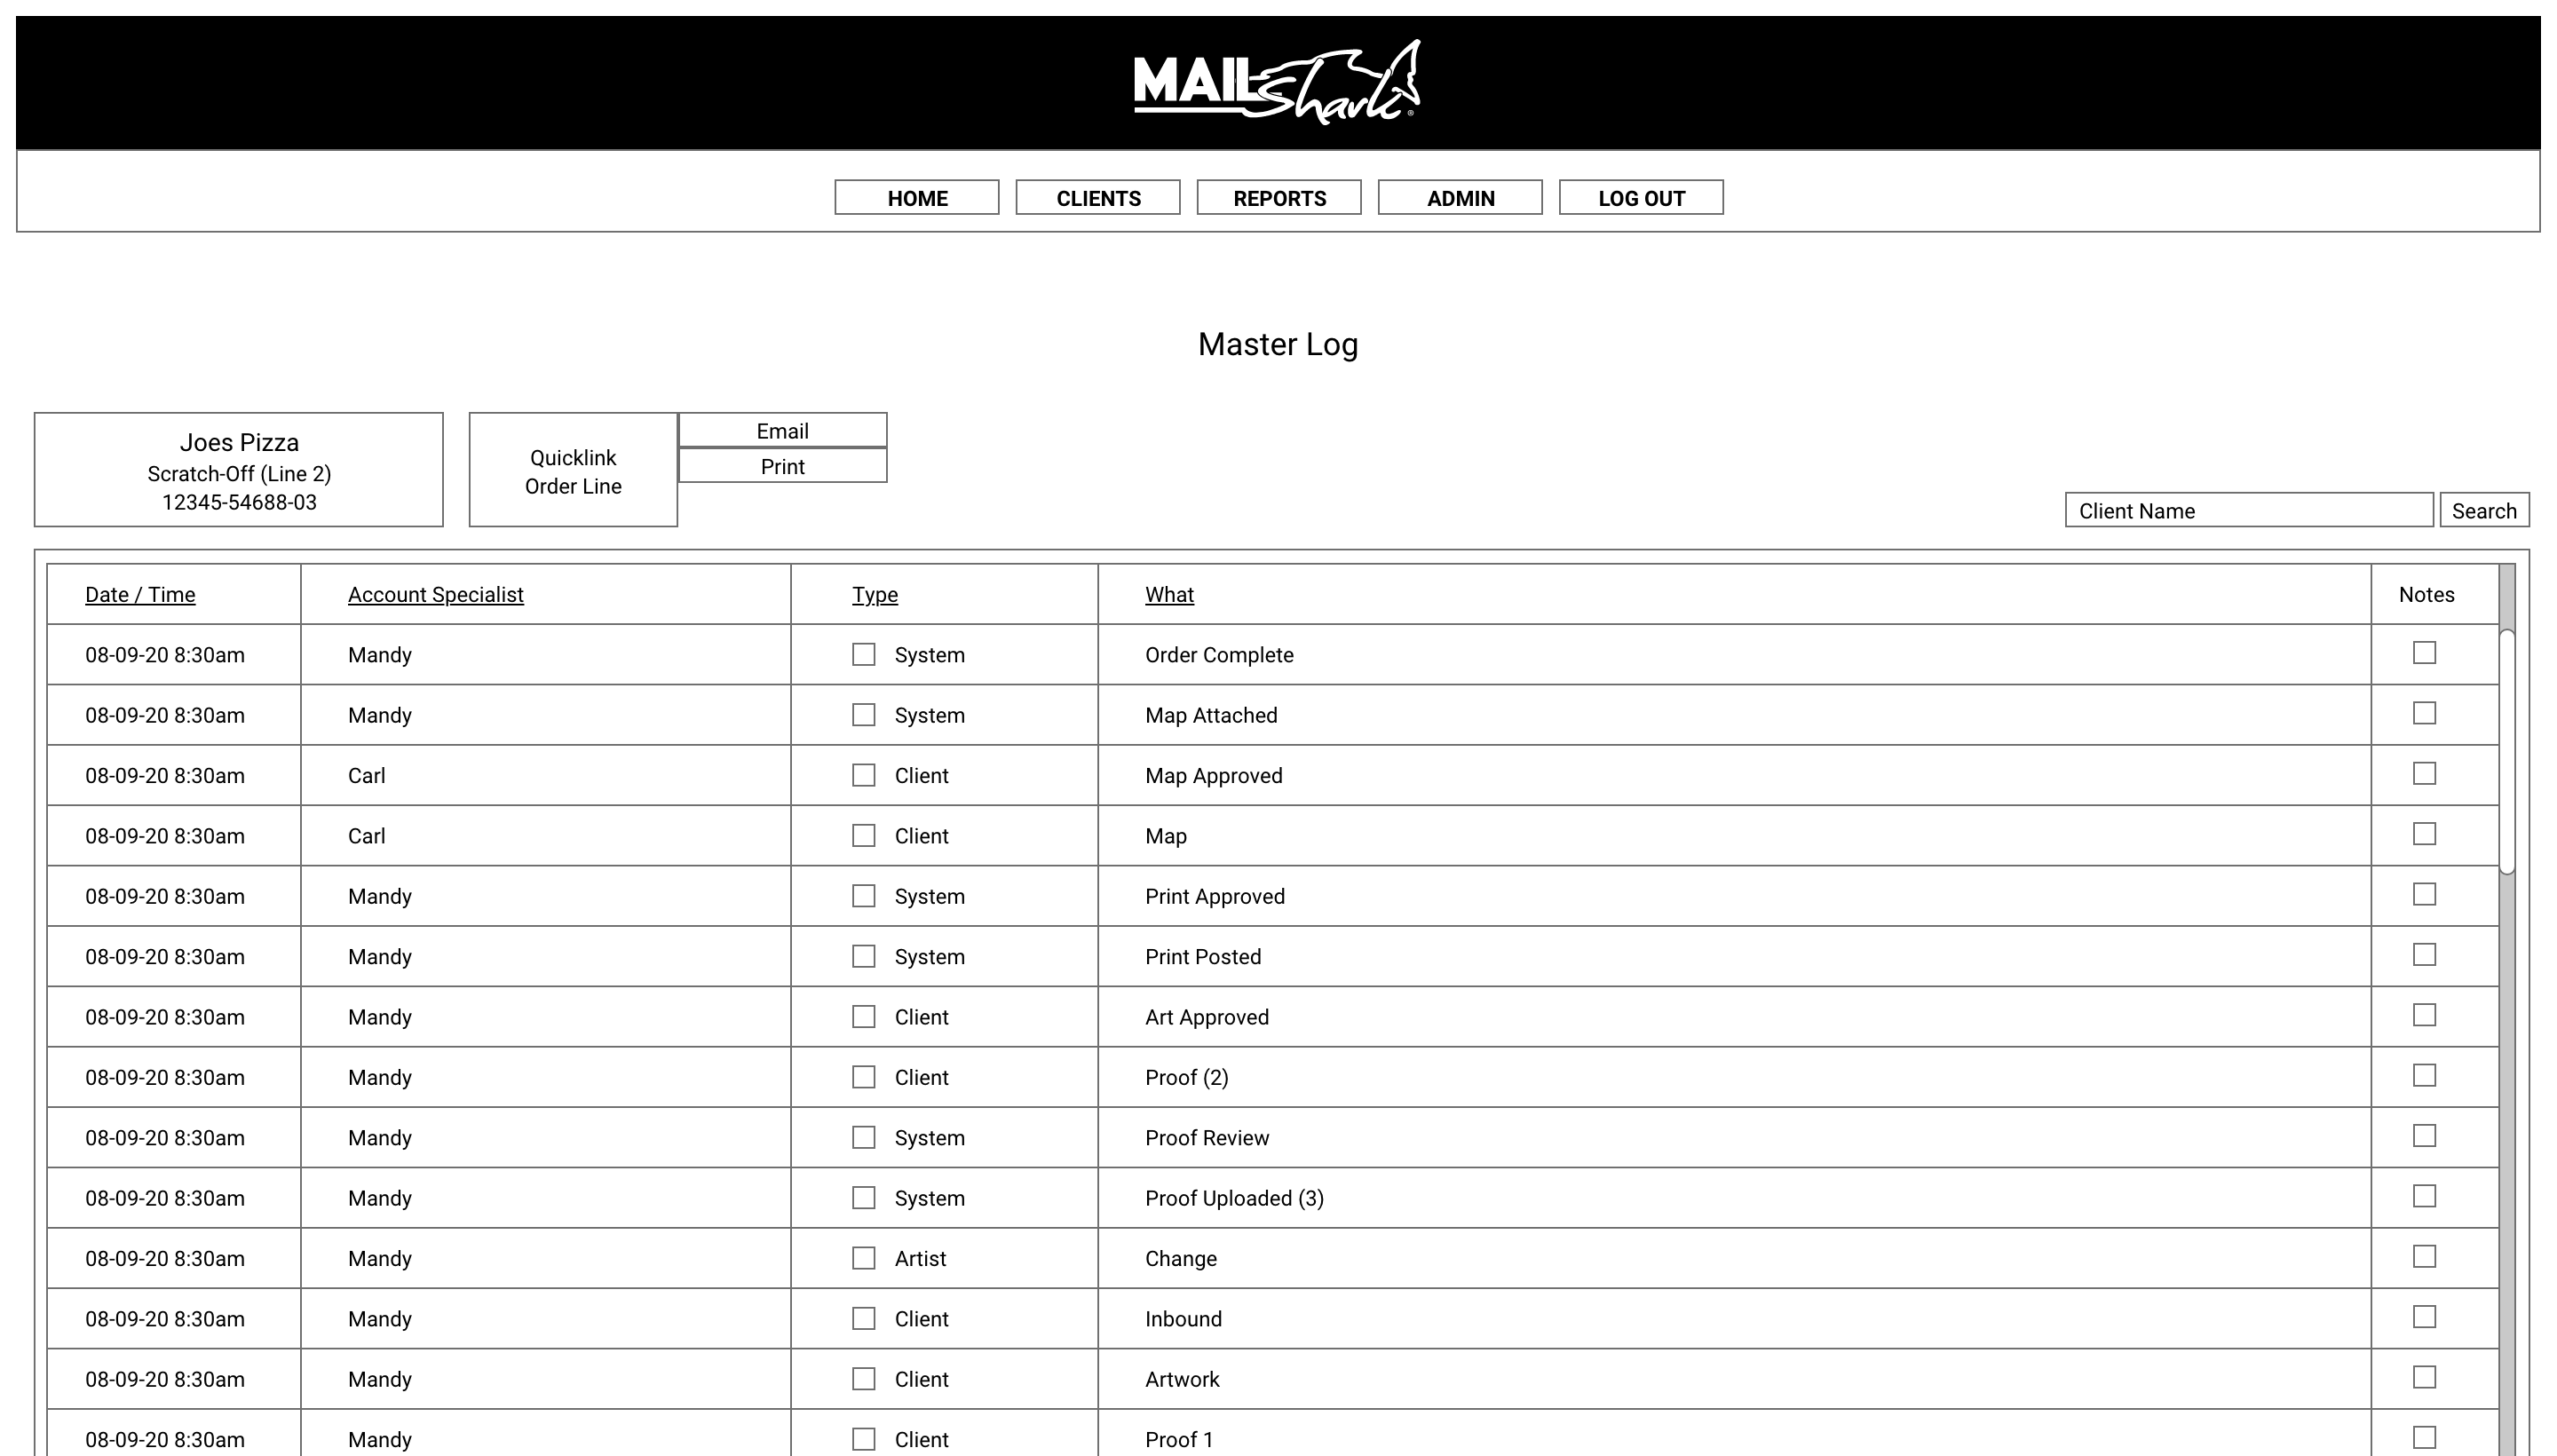 MAIL Shark®
HOME CLIENTS REPORTS ADMIN LOG OUT
Master Log
Joes Pizza
Scratch-Off (Line 2)
12345-54688-03
Quicklink
Order Line
Email
Print
Client Name Search
Date / Time Account Specialist Type What Notes
08-09-20 8:30am Mandy System Order Complete
08-09-20 8:30am Mandy System Map Attached
08-09-20 8:30am Carl Client Map Approved
08-09-20 8:30am Carl Client Map
08-09-20 8:30am Mandy System Print Approved
08-09-20 8:30am Mandy System Print Posted
08-09-20 8:30am Mandy Client Art Approved
08-09-20 8:30am Mandy Client Proof (2)
08-09-20 8:30am Mandy System Proof Review
08-09-20 8:30am Mandy System Proof Uploaded (3)
08-09-20 8:30am Mandy Artist Change
08-09-20 8:30am Mandy Client Inbound
08-09-20 8:30am Mandy Client Artwork
08-09-20 8:30am Mandy Client Proof 1